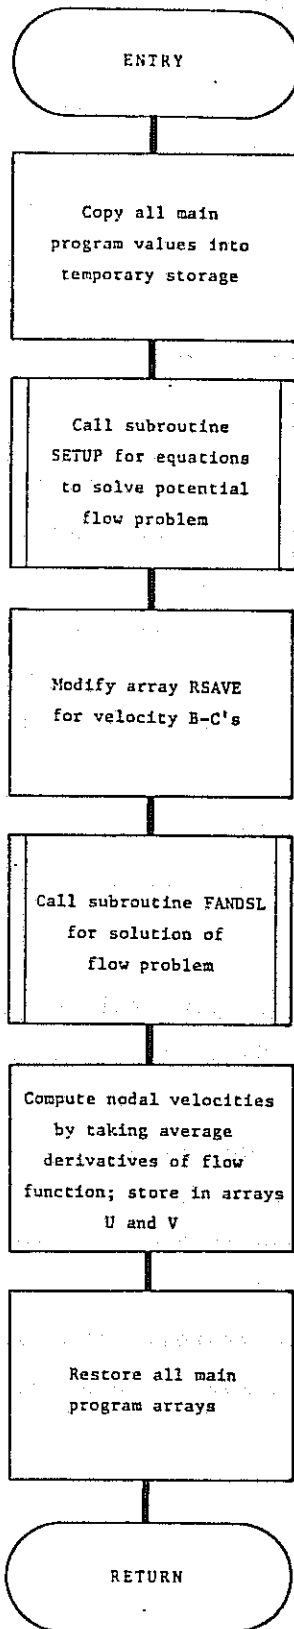 ENTRY
Copy all main
program values into
temporary storage
Call subroutine
SETUP for equations
to solve potential
flow problem
Modify array RSAVE
for velocity B-C's
Call subroutine FANDSL
for solution of
flow problem
Compute nodal velocities
by taking average
derivatives of flow
function; store in arrays
U and V
Restore all main
program arrays
RETURN